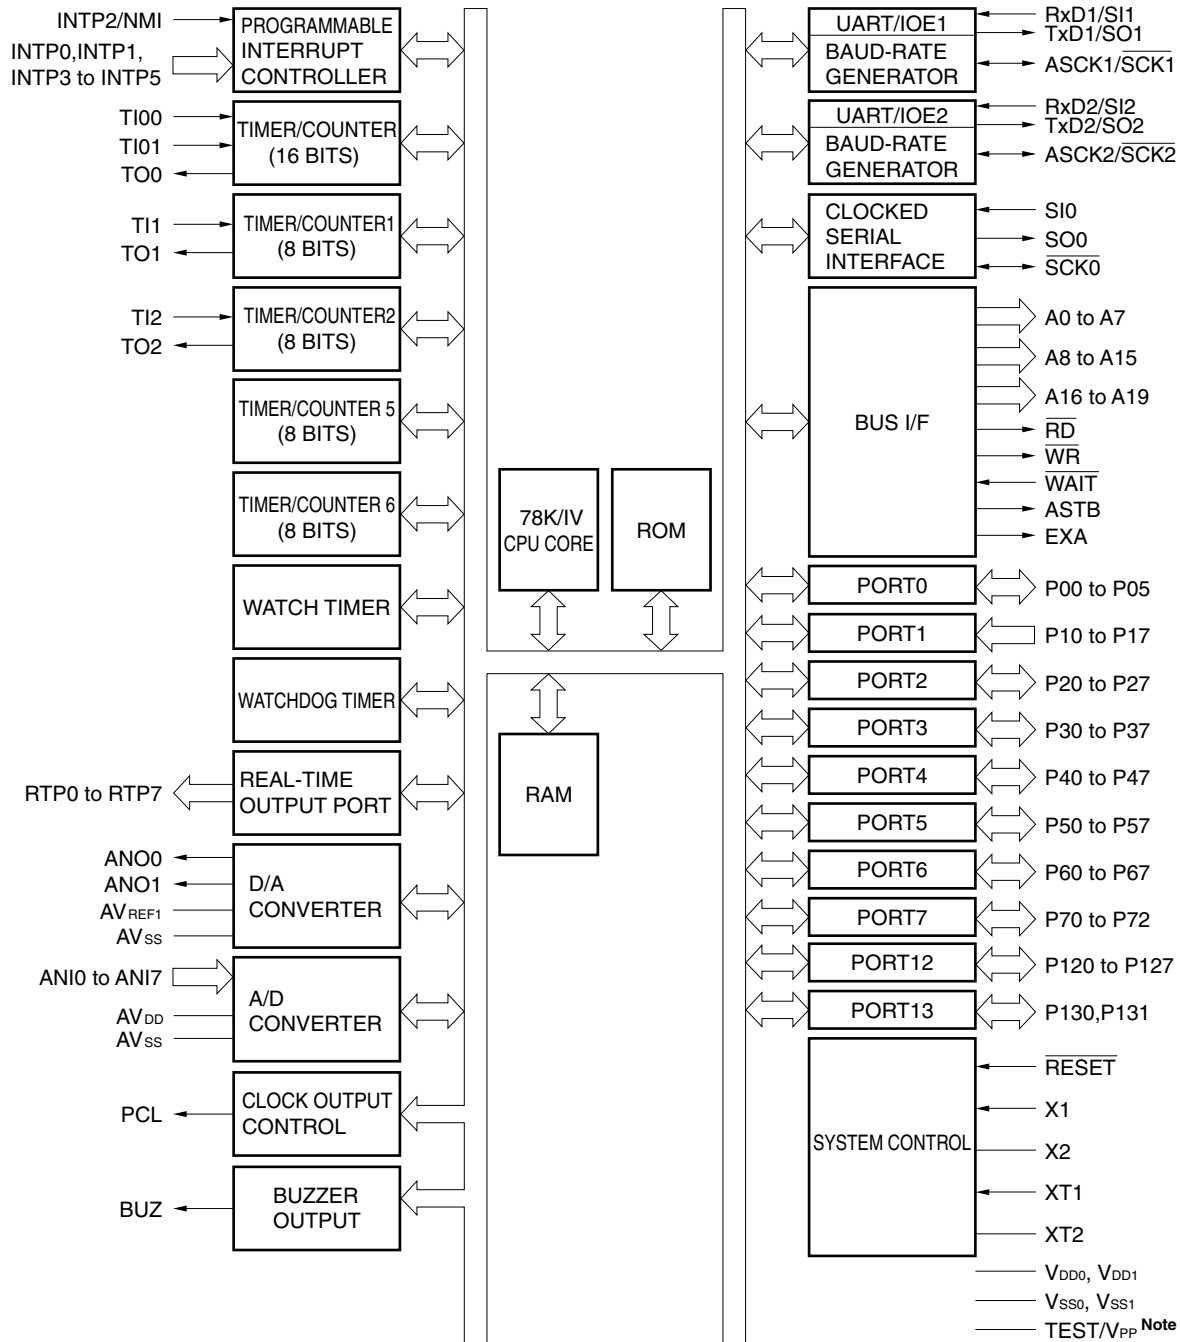 INTP2/NMI
INTP0,INTP1,
INTP3 to INTP5
PROGRAMMABLE
INTERRUPT
CONTROLLER
TI00
TI01
TO0
TIMER/COUNTER
(16 BITS)
TI1
TO1
TIMER/COUNTER1
(8 BITS)
TI2
TO2
TIMER/COUNTER2
(8 BITS)
TIMER/COUNTER 5
(8 BITS)
TIMER/COUNTER 6
(8 BITS)
WATCH TIMER
WATCHDOG TIMER
RTP0 to RTP7
REAL-TIME
OUTPUT PORT
ANO0
ANO1
AVREF1
AVSS
D/A
CONVERTER
ANI0 to ANI7
AVDD
AVSS
A/D
CONVERTER
PCL
CLOCK OUTPUT
CONTROL
BUZ
BUZZER
OUTPUT
78K/IV
CPU CORE
ROM
RAM
UART/IOE1
BAUD-RATE
GENERATOR
RxD1/SI1
TxD1/SO1
ASCK1/S̅C̅K̅1̅
UART/IOE2
BAUD-RATE
GENERATOR
RxD2/SI2
TxD2/SO2
ASCK2/S̅C̅K̅2̅
CLOCKED
SERIAL
INTERFACE
SI0
SO0
S̅C̅K̅0̅
BUS I/F
A0 to A7
A8 to A15
A16 to A19
R̅D̅
W̅R̅
W̅A̅I̅T̅
ASTB
EXA
PORT0
P00 to P05
PORT1
P10 to P17
PORT2
P20 to P27
PORT3
P30 to P37
PORT4
P40 to P47
PORT5
P50 to P57
PORT6
P60 to P67
PORT7
P70 to P72
PORT12
P120 to P127
PORT13
P130,P131
SYSTEM CONTROL
R̅E̅S̅E̅T̅
X1
X2
XT1
XT2
VDD0, VDD1
VSS0, VSS1
TEST/VPP Note